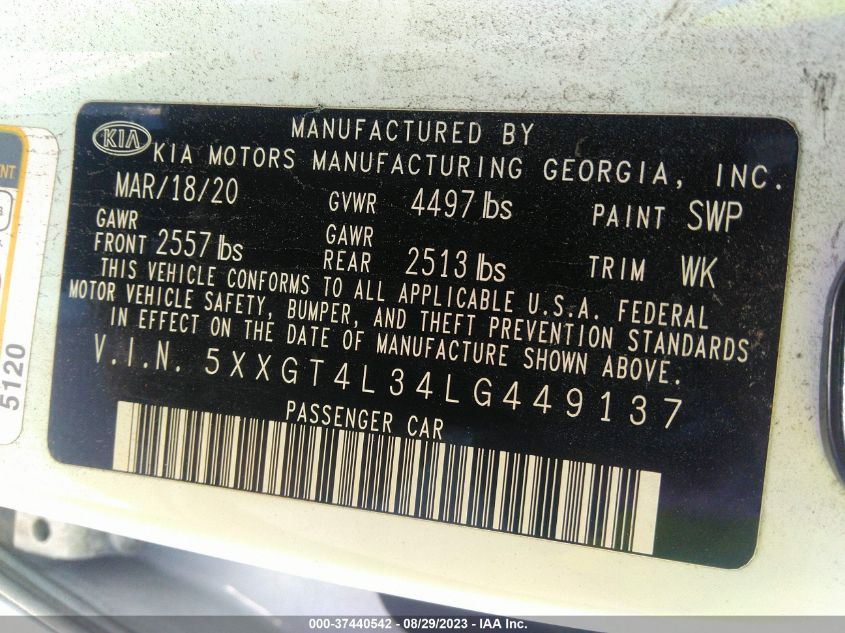 KIA
MANUFACTURED BY
KIA MOTORS MANUFACTURING GEORGIA, INC.
MAR/18/20 GVWR 4497 lbs PAINT SWP
GAWR FRONT 2557 lbs GAWR REAR 2513 lbs TRIM WK
THIS VEHICLE CONFORMS TO ALL APPLICABLE U.S.A. FEDERAL
MOTOR VEHICLE SAFETY, BUMPER, AND THEFT PREVENTION STANDARDS
IN EFFECT ON THE DATE OF MANUFACTURE SHOWN ABOVE.
V.I.N. 5XXGT4L34LG449137
PASSENGER CAR
5120
000-37440542 - 08/29/2023 - IAA Inc.